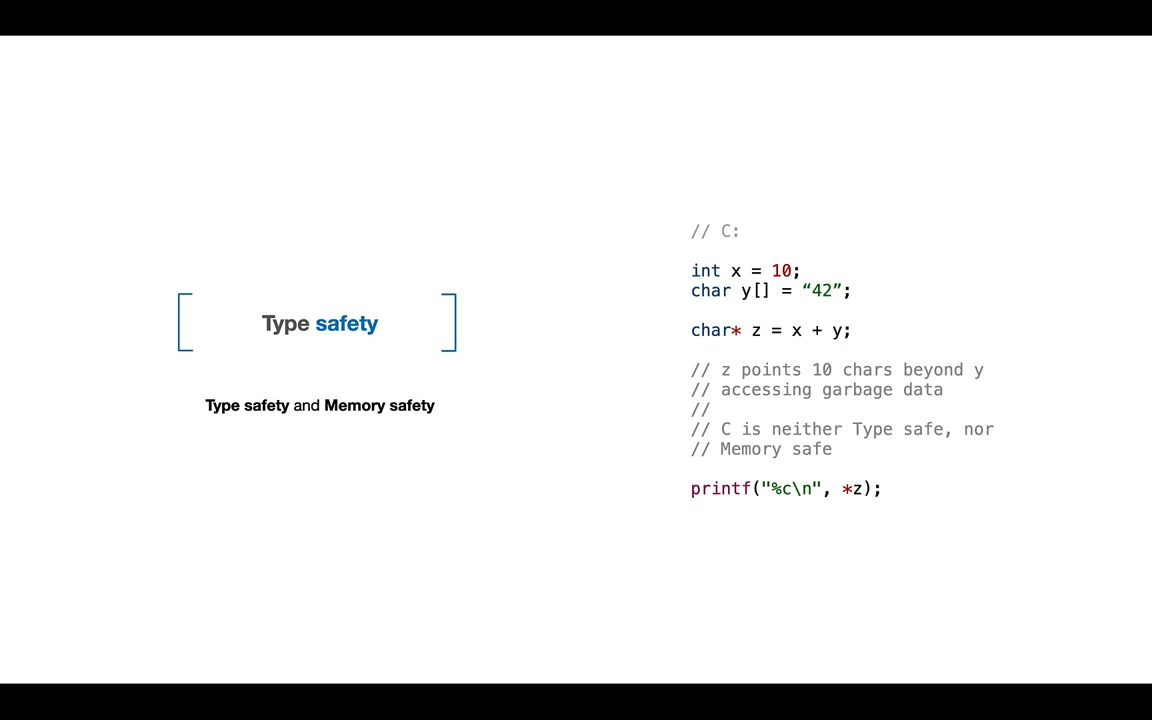 Type safety
Type safety and Memory safety
// C:
int x = 10;
char y[] = “42”;
char* z = x + y;
// z points 10 chars beyond y
// accessing garbage data
//
// C is neither Type safe, nor
// Memory safe
printf("%c\n", *z);